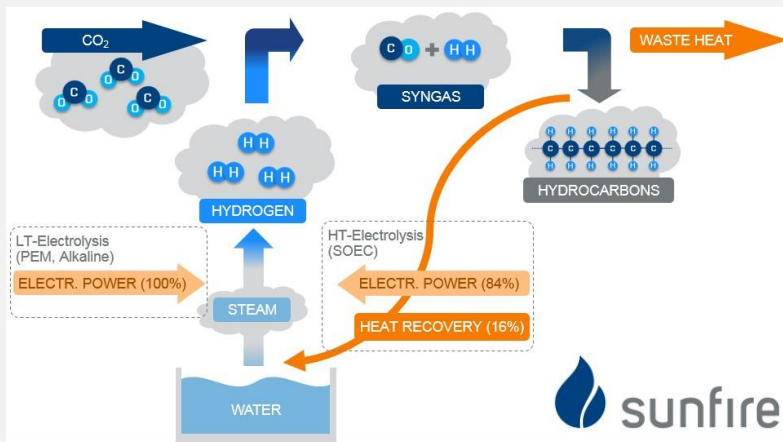 CO₂
WASTE HEAT
O C O
O C O
O C O
C O + H H
SYNGAS
H H H H H H
C C C C C C
H H H H H H
HYDROCARBONS
H H
H H
H H
HYDROGEN
LT-Electrolysis
(PEM, Alkaline)
ELECTR. POWER (100%)
HT-Electrolysis
(SOEC)
ELECTR. POWER (84%)
HEAT RECOVERY (16%)
STEAM
WATER
sunfire